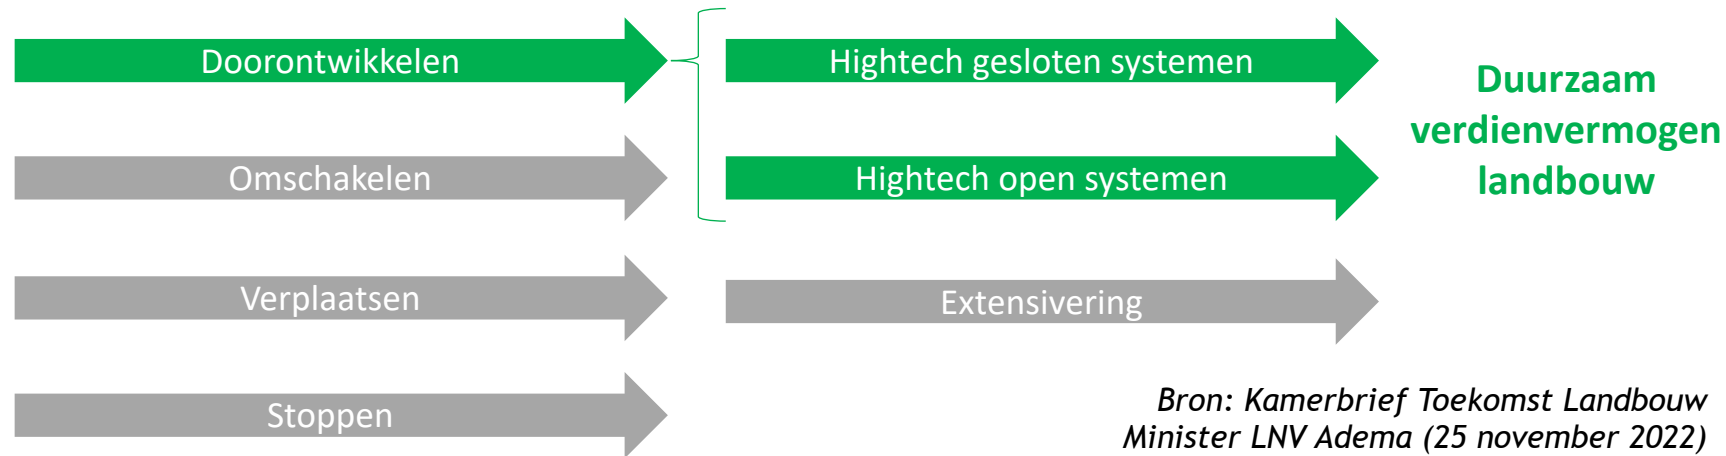 Doorontwikkelen
Hightech gesloten systemen
Duurzaam
verdienvermogen
landbouw
Omschakelen
Hightech open systemen
Verplaatsen
Extensivering
Stoppen
Bron: Kamerbrief Toekomst Landbouw
Minister LNV Adema (25 november 2022)